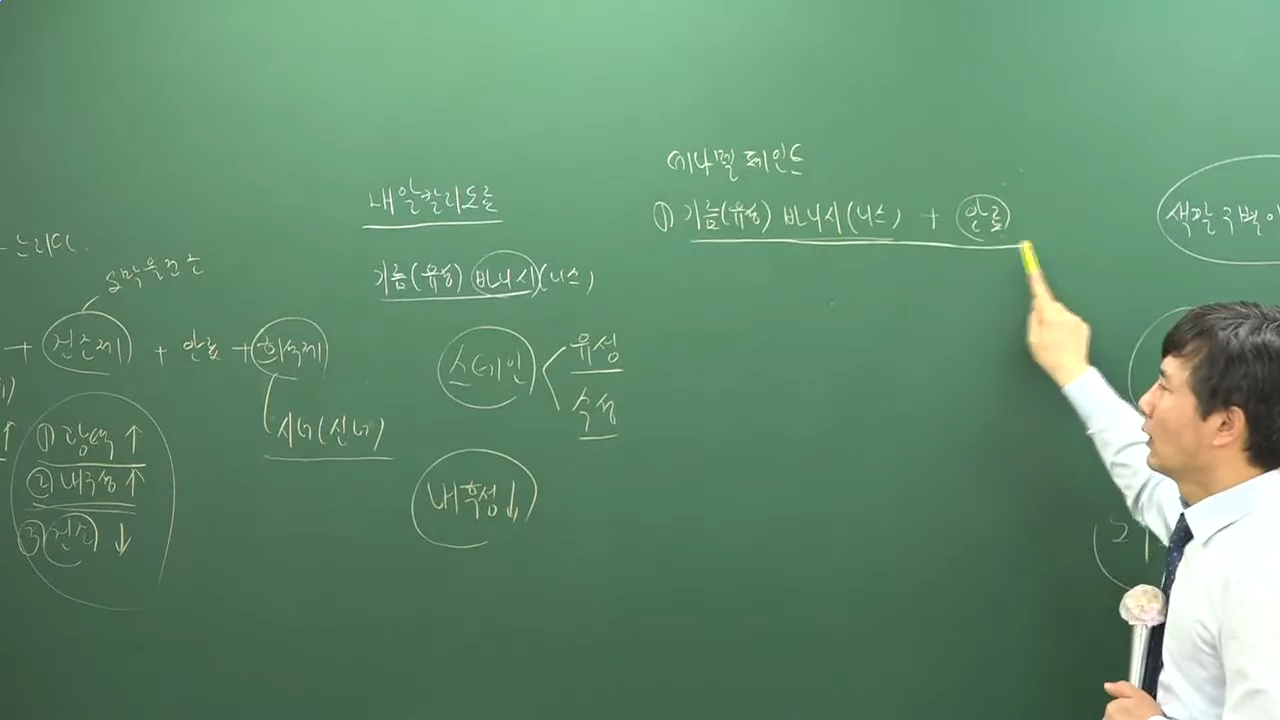 + 건조제 + 안료 + 희석제
시너(신너)
① 광택 ↑
② 내구성 ↑
③ 건조 ↓
내알칼리도료
기름(유성) 바니시(니스)
스테인
유성
수성
내후성 ↓
에나멜 페인트
① 기름(유성) 바니시(니스) + 안료
색깔